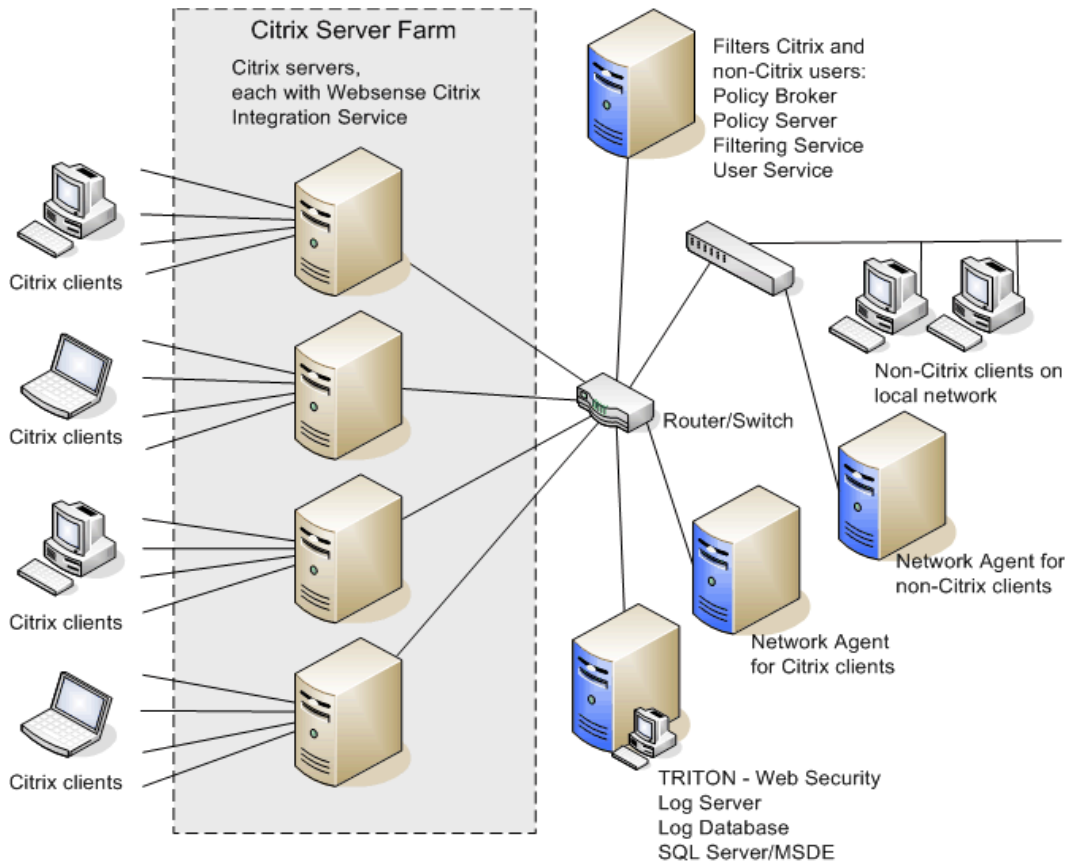 Citrix Server Farm
Citrix servers,
each with Websense Citrix
Integration Service
Filters Citrix and
non-Citrix users:
Policy Broker
Policy Server
Filtering Service
User Service
Citrix clients
Citrix clients
Citrix clients
Citrix clients
Router/Switch
Non-Citrix clients on
local network
Network Agent for
non-Citrix clients
Network Agent
for Citrix clients
TRITON - Web Security
Log Server
Log Database
SQL Server/MSDE